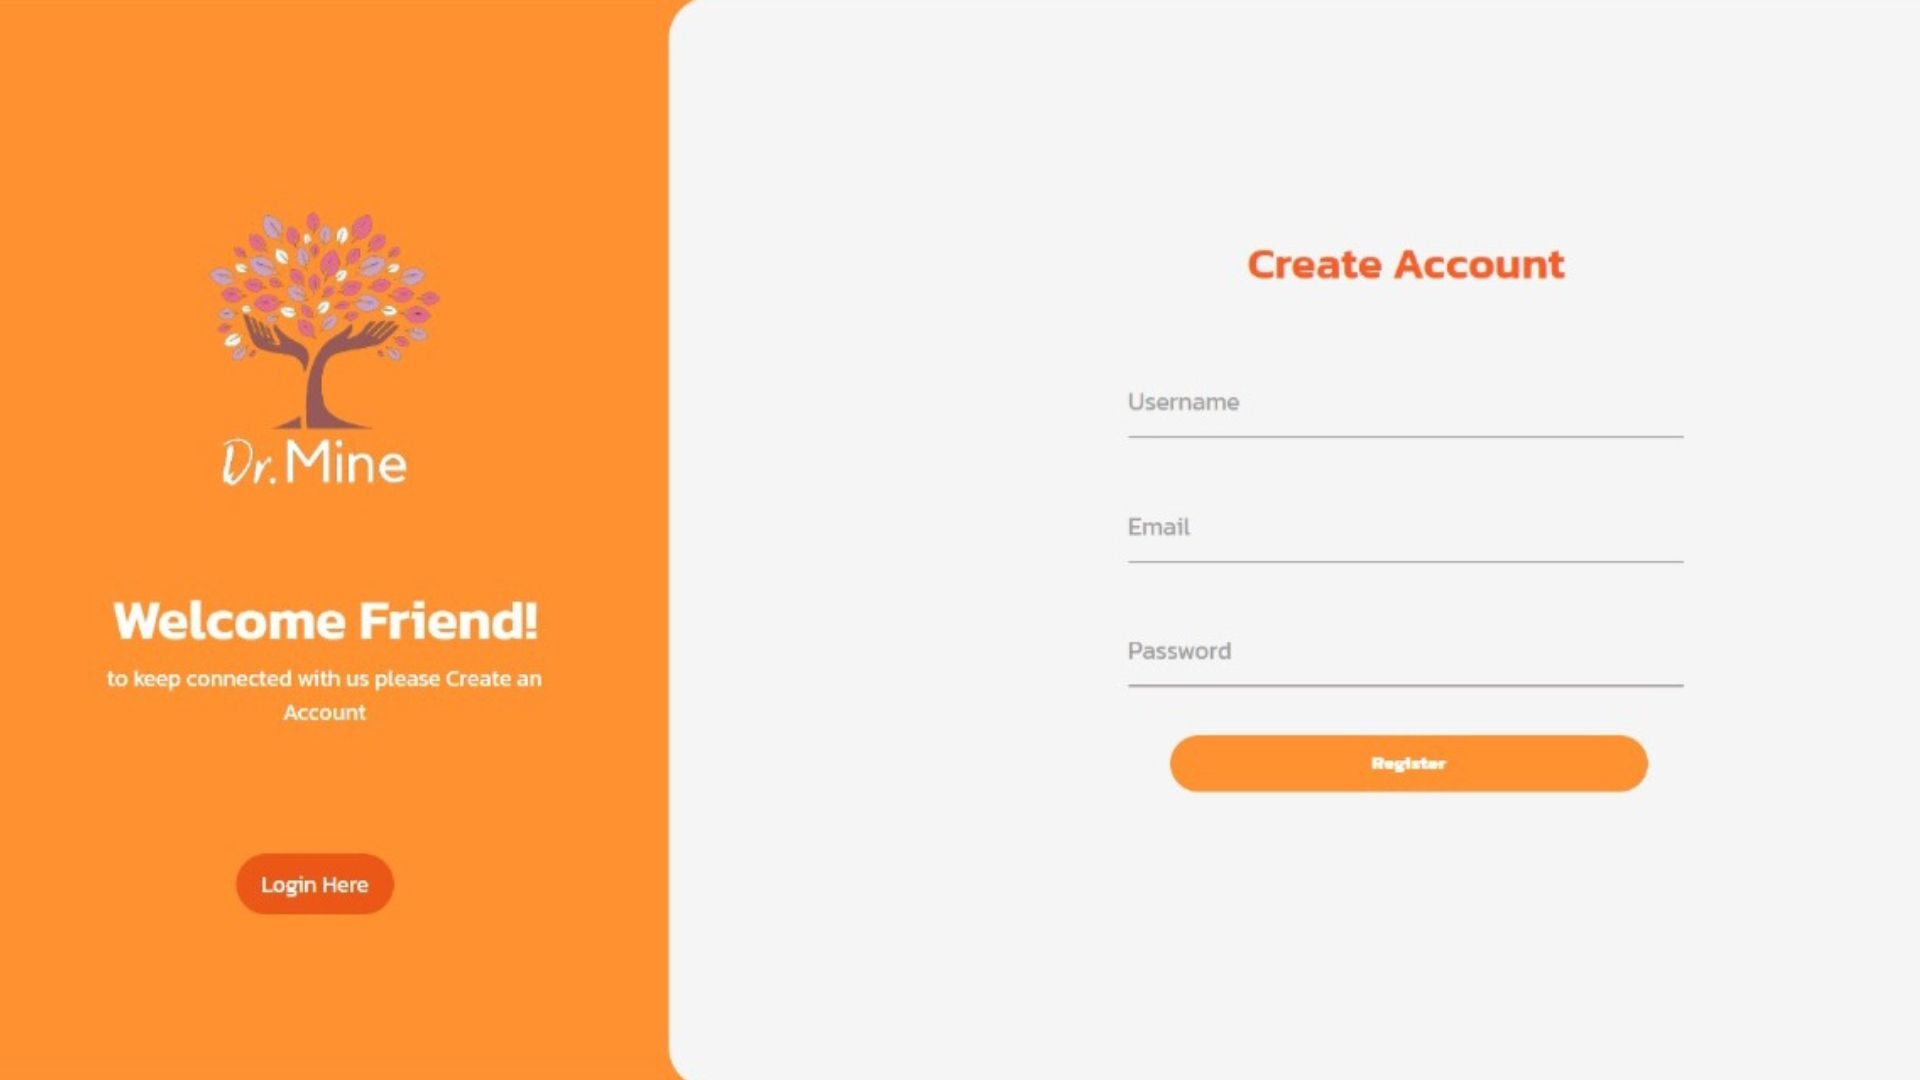 Dr. Mine
Welcome Friend!
to keep connected with us please Create an
Account
Login Here
Create Account
Username
Email
Password
Register